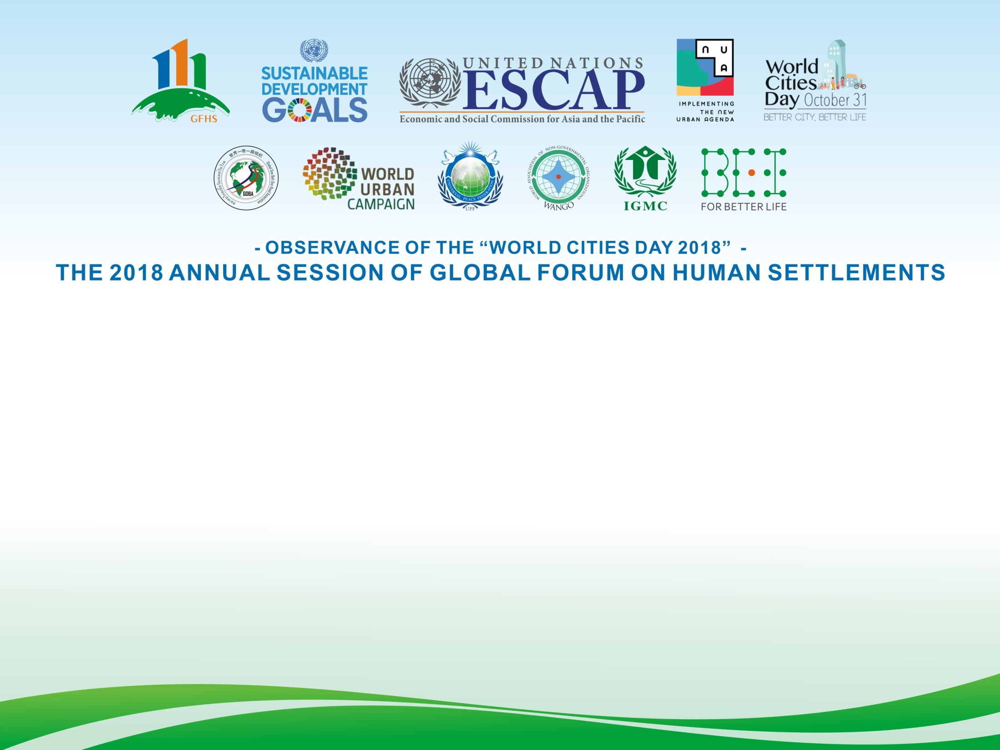 GFHS
SUSTAINABLE
DEVELOPMENT
GOALS
UNITED NATIONS
ESCAP
Economic and Social Commission for Asia and the Pacific
NUA
IMPLEMENTING
THE NEW
URBAN AGENDA
World
Cities
Day October 31
BETTER CITY, BETTER LIFE
世界一带一路组织
Global One Belt One Road Association
GOBA
WORLD
URBAN
CAMPAIGN
UNIVERSAL PEACE FEDERATION
UPF
WORLD ASSOCIATION OF NON-GOVERNMENTAL ORGANIZATIONS
WANGO
IGMC
BEI
FOR BETTER LIFE
- OBSERVANCE OF THE “WORLD CITIES DAY 2018” -
THE 2018 ANNUAL SESSION OF GLOBAL FORUM ON HUMAN SETTLEMENTS